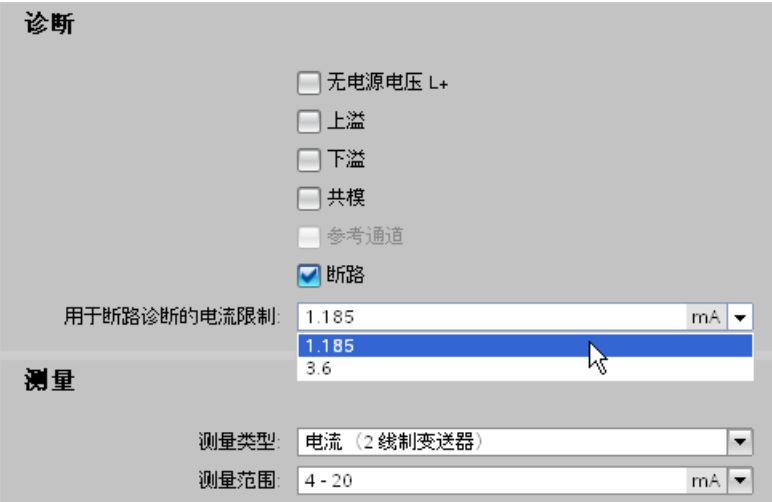 诊断
无电源电压 L+
上溢
下溢
共模
参考通道
断路
用于断路诊断的电流限制: 1.185 mA
1.185
3.6
测量
测量类型: 电流（2 线制变送器）
测量范围: 4 - 20 mA